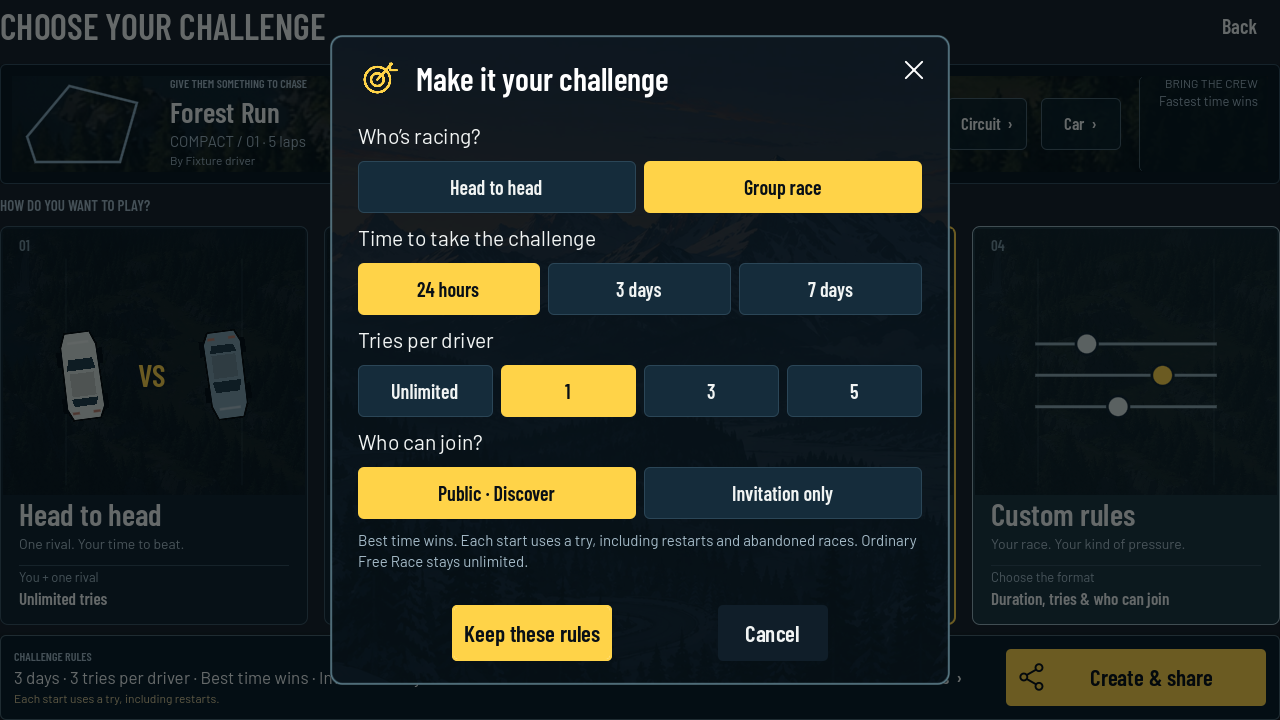 CHOOSE YOUR CHALLENGE
Back
GIVE THEM SOMETHING TO CHASE
Forest Run
COMPACT / 01 · 5 laps
By Fixture driver
Circuit ›
Car ›
BRING THE CREW
Fastest time wins
HOW DO YOU WANT TO PLAY?
01
VS
Head to head
One rival. Your time to beat.
You + one rival
Unlimited tries
04
Custom rules
Your race. Your kind of pressure.
Choose the format
Duration, tries & who can join
Make it your challenge
Who's racing?
Head to head
Group race
Time to take the challenge
24 hours
3 days
7 days
Tries per driver
Unlimited
1
3
5
Who can join?
Public · Discover
Invitation only
Best time wins. Each start uses a try, including restarts and abandoned races. Ordinary
Free Race stays unlimited.
Keep these rules
Cancel
CHALLENGE RULES
3 days · 3 tries per driver · Best time wins ·
Each start uses a try, including restarts.
›
Create & share